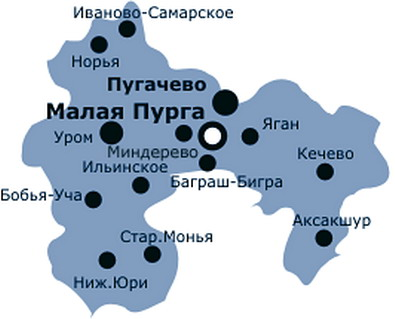 Иваново-Самарское
Норья
Пугачево
Малая Пурга
Уром
Яган
Миндерево
Кечево
Ильинское
Баграш-Бигра
Бобья-Уча
Аксакшур
Стар.Монья
Ниж.Юри